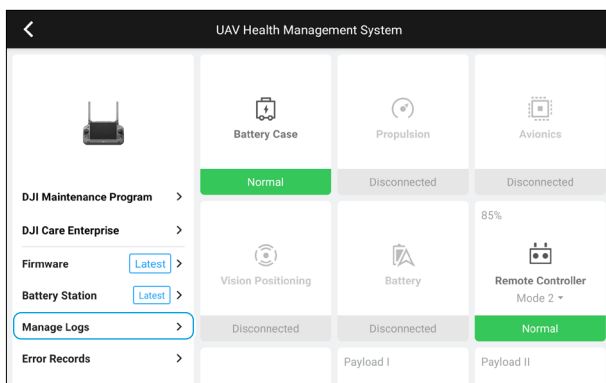 UAV Health Management System
DJI Maintenance Program
DJI Care Enterprise
Firmware Latest
Battery Station Latest
Manage Logs
Error Records
Battery Case
Normal
Propulsion
Disconnected
Avionics
Disconnected
Vision Positioning
Disconnected
Battery
Disconnected
85%
Remote Controller
Mode 2
Normal
Payload I
Payload II